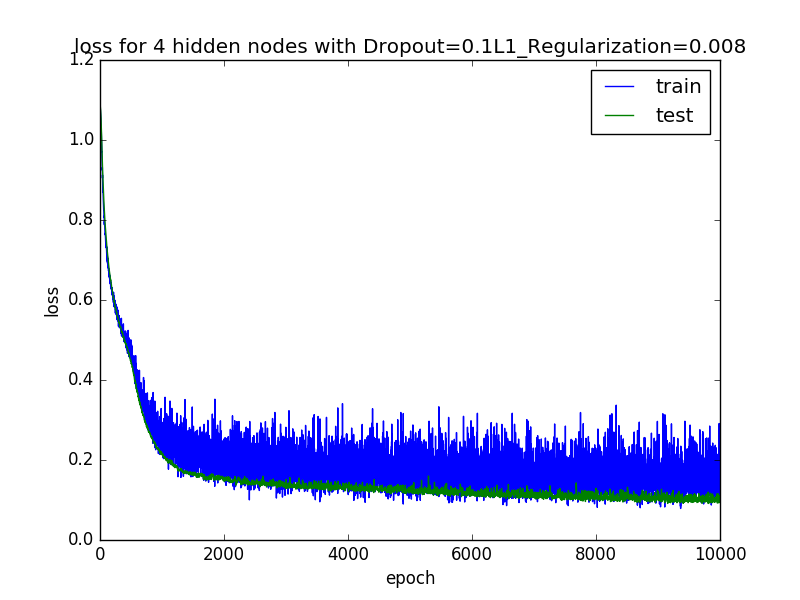 loss for 4 hidden nodes with Dropout=0.1L1_Regularization=0.008
train
test
1.2
1.0
0.8
0.6
0.4
0.2
0.0
loss
0 2000 4000 6000 8000 10000
epoch